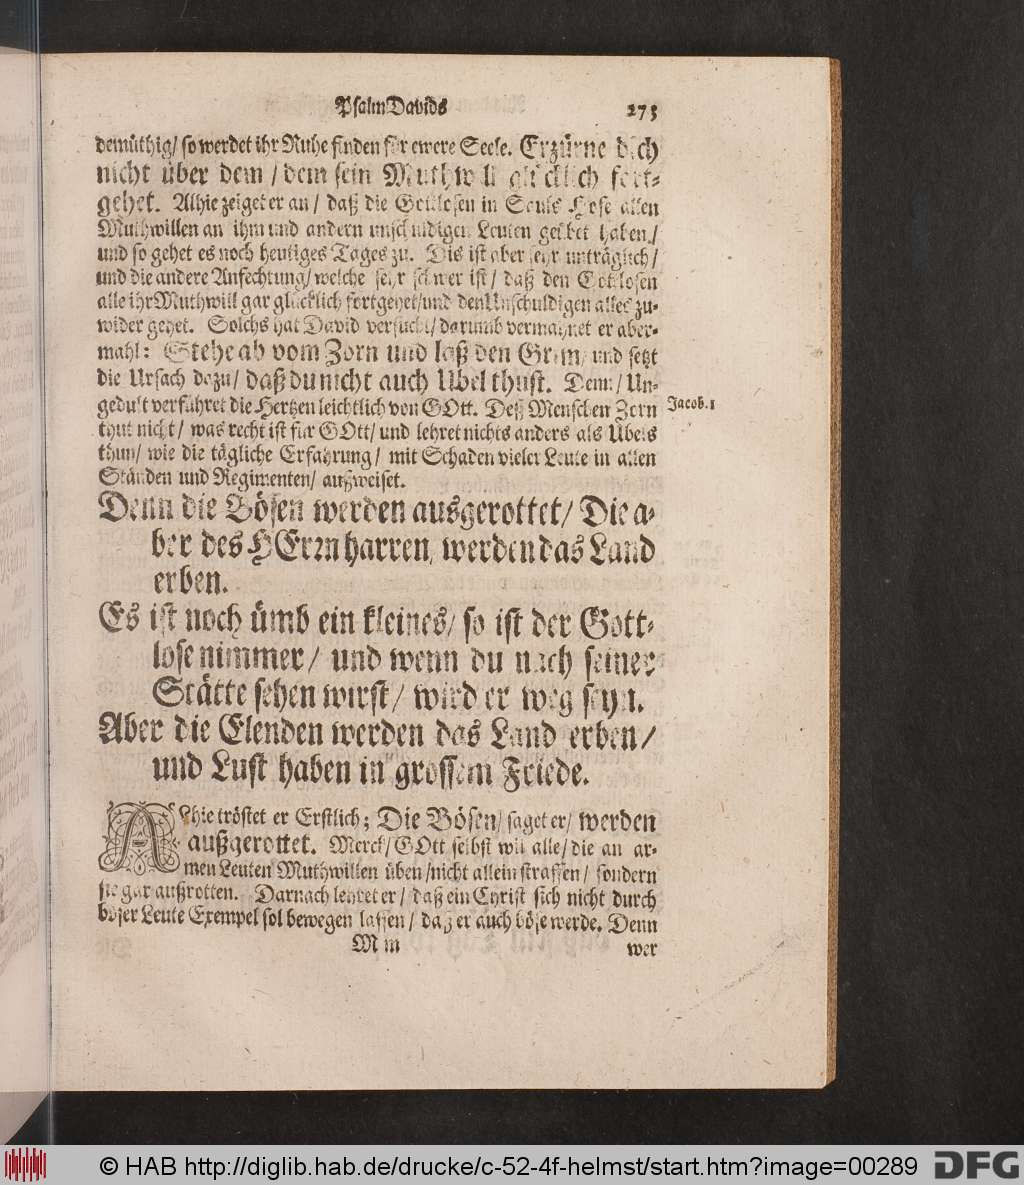 Psalm Davids 273
demüthig/ so werdet ihr Ruhe finden für ewere Seele. Erzürne dich
nicht über dem / dem sein Muthwill glücklich fort-
gehet. Alhie zeiget er an / daß die Gottlosen in Sauls Hofe allen
Muthwillen an ihm und andern unschuldigen Leuten geübet haben/
und so gehet es noch heutiges Tages zu. Dis ist aber sehr unträglich/
und die andere Anfechtung/ welche sehr schwer ist / daß den Gottlosen
alle ihr Muthwill gar glücklich fortgehet/ und den Unschuldigen alles zu-
wider gehet. Solchs hat David versucht/ darumb vermahnet er aber-
mahl: Stehe ab vom Zorn und laß den Grim/ und setzt
die Ursach dazu/ daß du nicht auch Übel thust. Denn/ Un-
gedult verführet die Hertzen leichtlich von GOtt. Deß Menschen Zorn
Jacob. 1
thut nicht/ was recht ist für GOtt/ und lehret nichts anders als Übels
thun/ wie die tägliche Erfahrung/ mit Schaden vieler Leute in allen
Ständen und Regimenten/ außweiset.
Denn die Bösen werden ausgerottet/ Die a-
ber des HErrn harren, werden das Land
erben.
Es ist noch ümb ein kleines/ so ist der Gott-
lose nimmer/ und wenn du nach seiner
Stätte sehen wirst/ wird er weg seyn.
Aber die Elenden werden das Land erben/
und Lust haben in grossem Friede.
Alhie tröstet er Erstlich; Die Bösen/ saget er/ werden
außgerottet. Merck/ GOtt selbst wil alle/ die an ar-
men Leuten Muthwillen üben/ nicht allein straffen/ sondern
sie gar außrotten. Darnach lehret er/ daß ein Christ sich nicht durch
böser Leute Exempel sol bewegen lassen/ daß er auch böse werde. Denn
M m wer
© HAB http://diglib.hab.de/drucke/c-52-4f-helmst/start.htm?image=00289 DFG